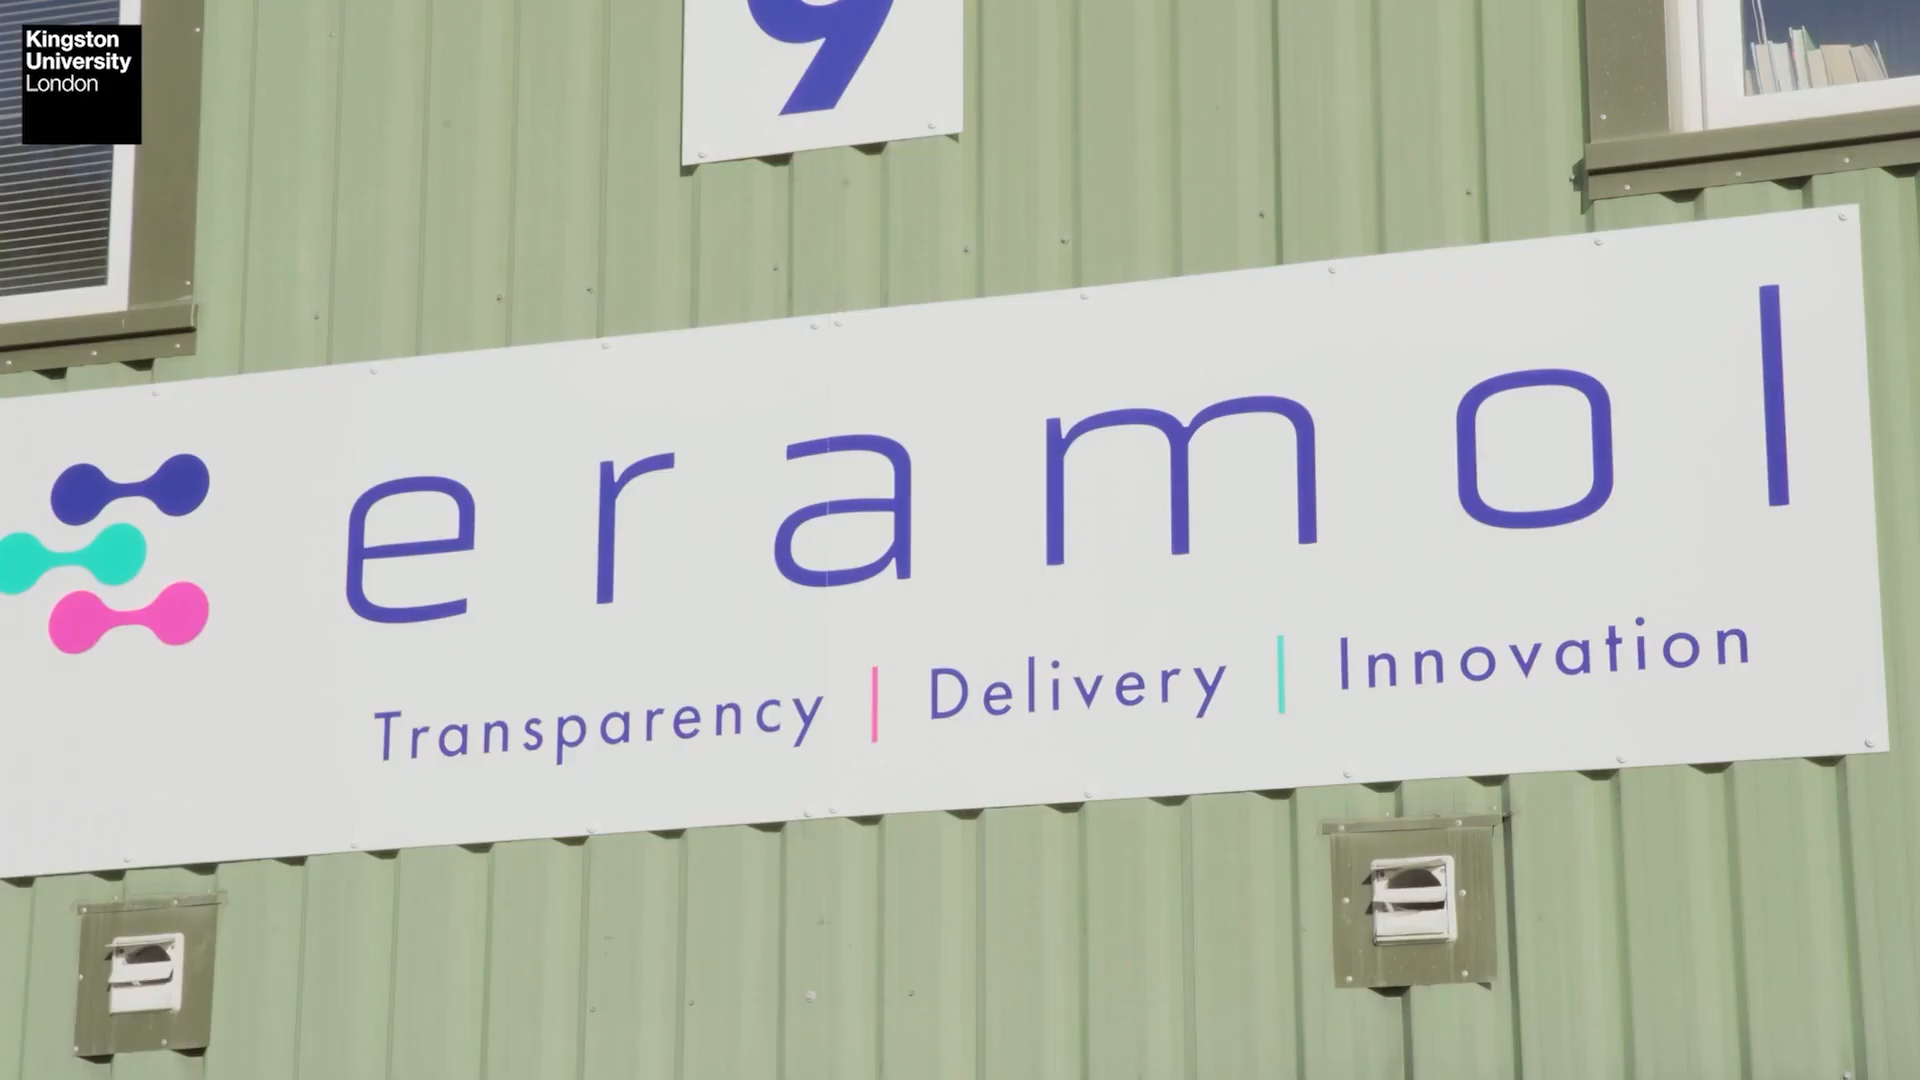 Kingston
University
London
9
eramol
Transparency | Delivery | Innovation